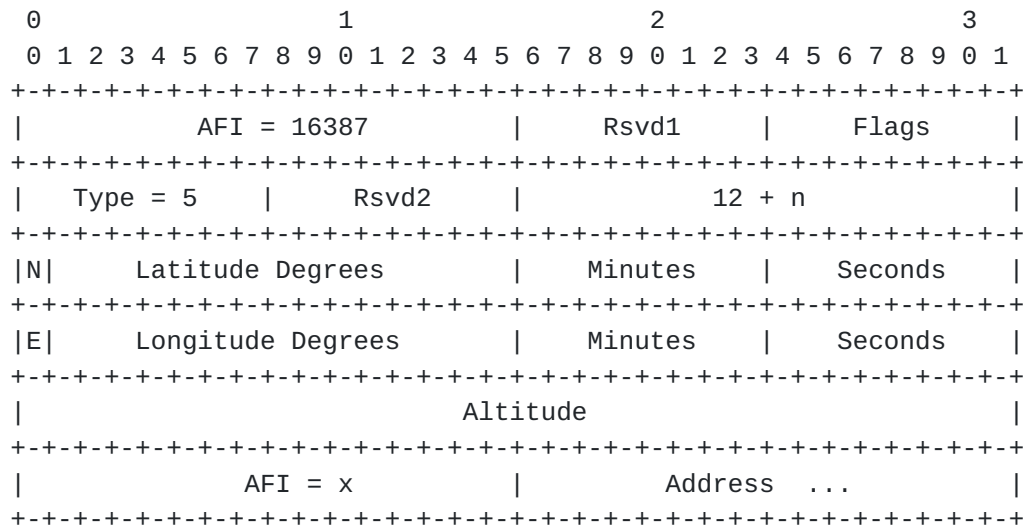 0                   1                   2                   3
 0 1 2 3 4 5 6 7 8 9 0 1 2 3 4 5 6 7 8 9 0 1 2 3 4 5 6 7 8 9 0 1
+-+-+-+-+-+-+-+-+-+-+-+-+-+-+-+-+-+-+-+-+-+-+-+-+-+-+-+-+-+-+-+-+
|           AFI = 16387         |     Rsvd1     |     Flags     |
+-+-+-+-+-+-+-+-+-+-+-+-+-+-+-+-+-+-+-+-+-+-+-+-+-+-+-+-+-+-+-+-+
|   Type = 5    |     Rsvd2     |            12 + n             |
+-+-+-+-+-+-+-+-+-+-+-+-+-+-+-+-+-+-+-+-+-+-+-+-+-+-+-+-+-+-+-+-+
|N|     Latitude Degrees        |    Minutes    |    Seconds    |
+-+-+-+-+-+-+-+-+-+-+-+-+-+-+-+-+-+-+-+-+-+-+-+-+-+-+-+-+-+-+-+-+
|E|     Longitude Degrees       |    Minutes    |    Seconds    |
+-+-+-+-+-+-+-+-+-+-+-+-+-+-+-+-+-+-+-+-+-+-+-+-+-+-+-+-+-+-+-+-+
|                            Altitude                           |
+-+-+-+-+-+-+-+-+-+-+-+-+-+-+-+-+-+-+-+-+-+-+-+-+-+-+-+-+-+-+-+-+
|              AFI = x          |         Address  ...          |
+-+-+-+-+-+-+-+-+-+-+-+-+-+-+-+-+-+-+-+-+-+-+-+-+-+-+-+-+-+-+-+-+